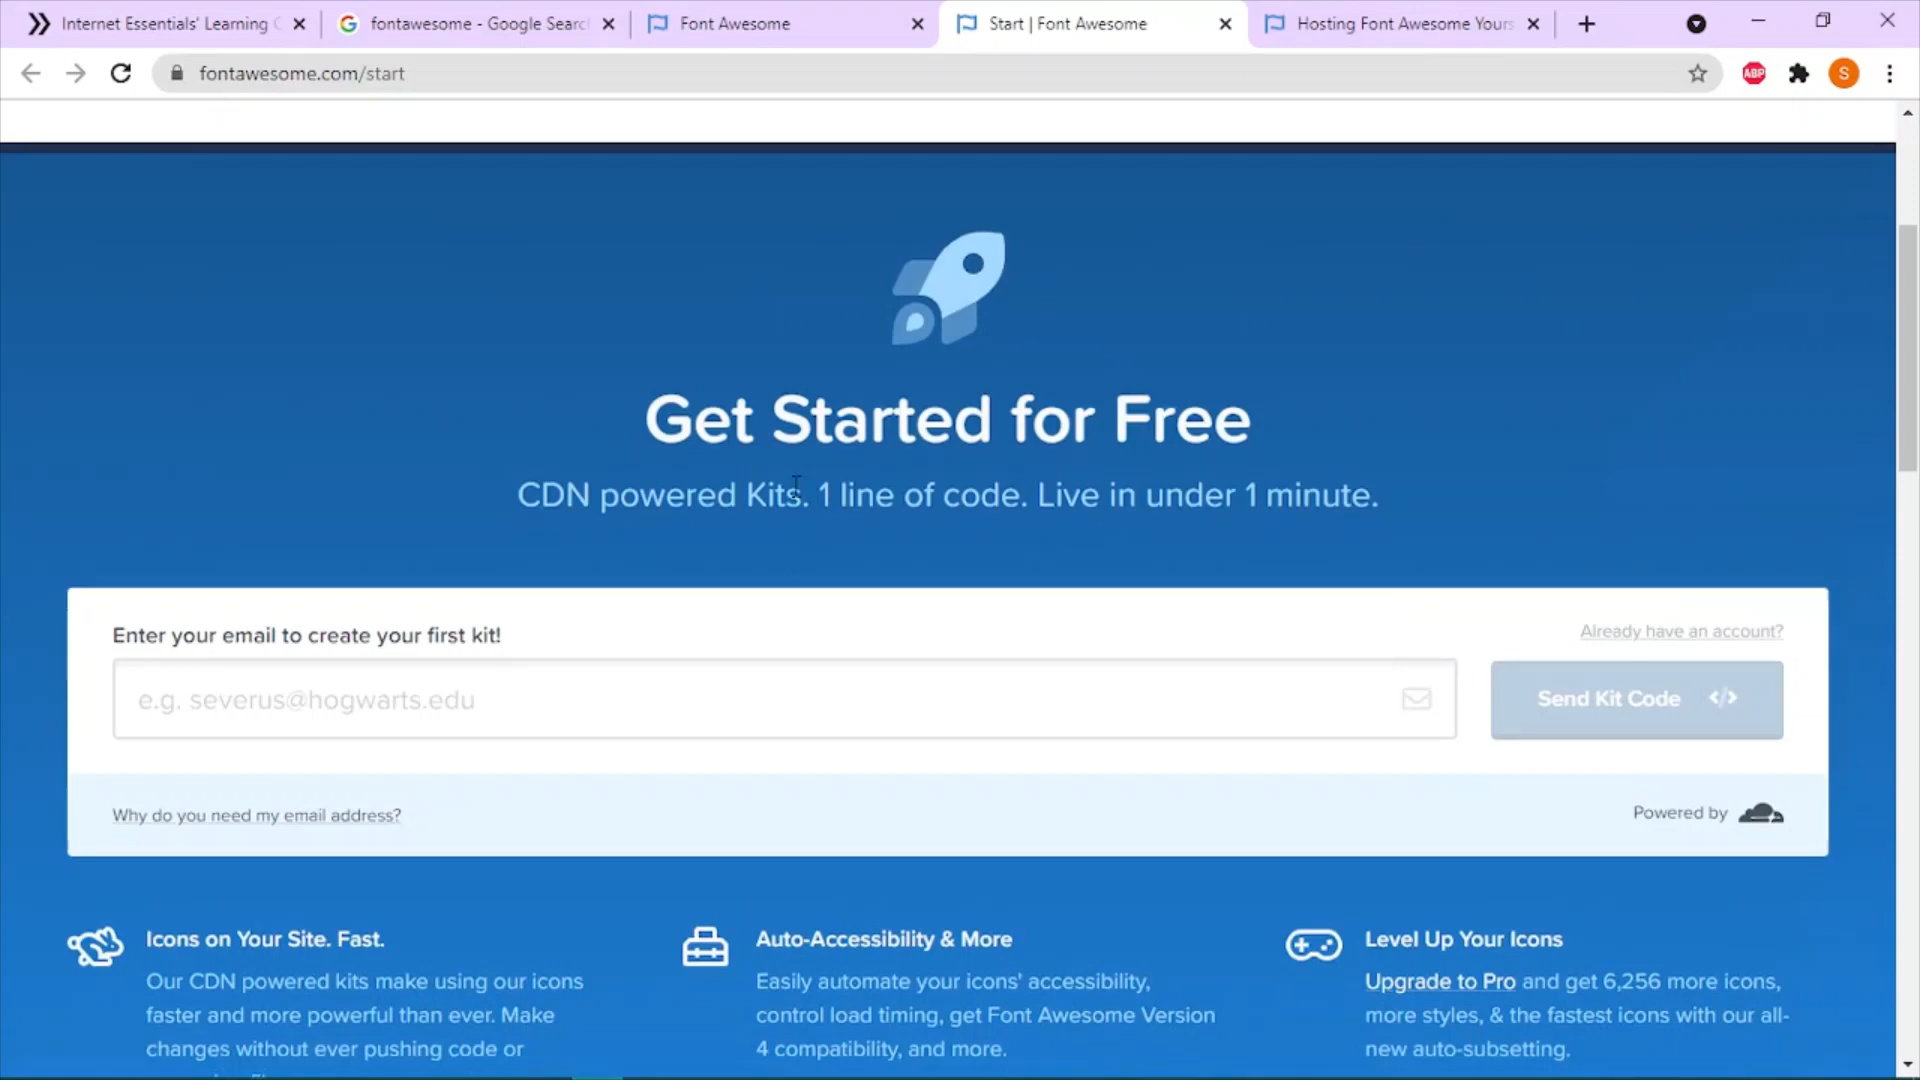 Internet Essentials' Learning
fontawesome - Google Searc
Font Awesome
Start | Font Awesome
Hosting Font Awesome Yours
fontawesome.com/start
ABP
S
Get Started for Free
CDN powered Kits. 1 line of code. Live in under 1 minute.
Enter your email to create your first kit!
Already have an account?
e.g. severus@hogwarts.edu
Send Kit Code </>
Why do you need my email address?
Powered by
Icons on Your Site. Fast.
Our CDN powered kits make using our icons
faster and more powerful than ever. Make
changes without ever pushing code or
Auto-Accessibility & More
Easily automate your icons' accessibility,
control load timing, get Font Awesome Version
4 compatibility, and more.
Level Up Your Icons
Upgrade to Pro and get 6,256 more icons,
more styles, & the fastest icons with our all-
new auto-subsetting.